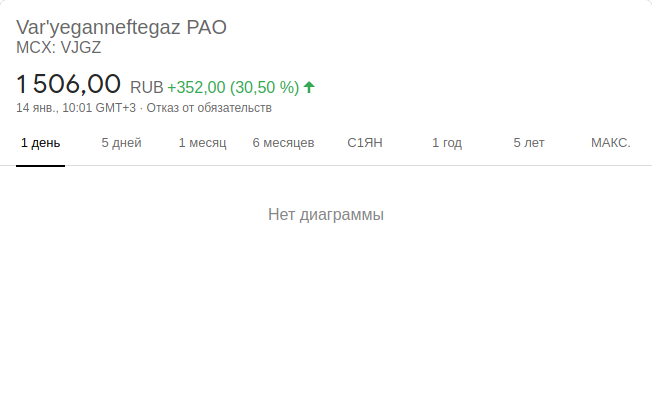 Var'yeganneftegaz PAO
MCX: VJGZ
1 506,00 RUB +352,00 (30,50 %)
14 янв., 10:01 GMT+3 · Отказ от обязательств
1 день 5 дней 1 месяц 6 месяцев С1ЯН 1 год 5 лет МАКС.
Нет диаграммы